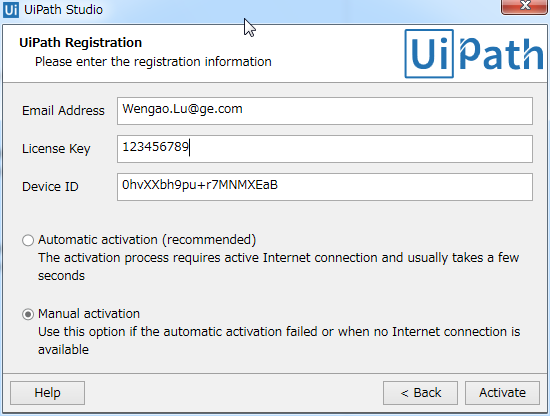 UiPath Studio
UiPath Registration
Please enter the registration information
UiPath
Email Address
Wengao.Lu@ge.com
License Key
123456789
Device ID
0hvXXbh9pu+r7MNMXEaB
Automatic activation (recommended)
The activation process requires active Internet connection and usually takes a few
seconds
Manual activation
Use this option if the automatic activation failed or when no Internet connection is
available
Help
< Back
Activate